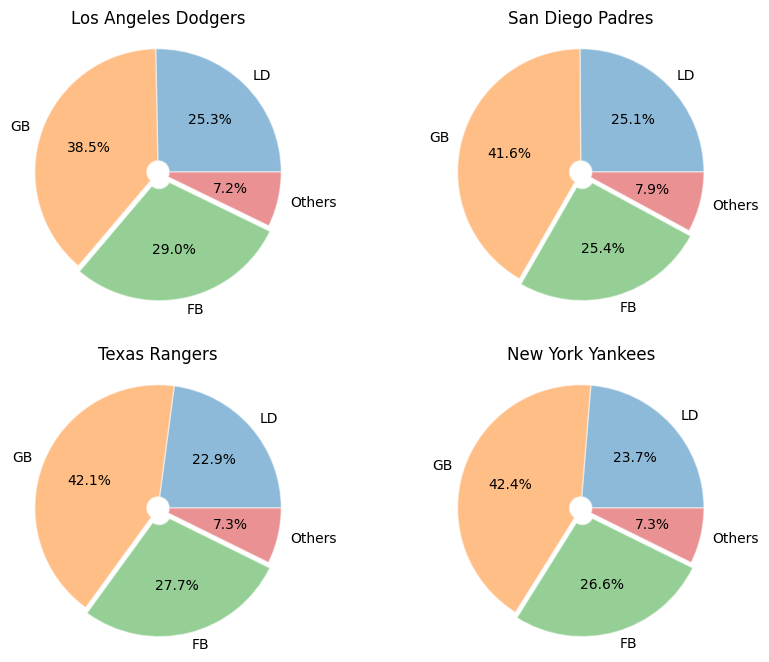 Los Angeles Dodgers
LD
25.3%
GB
38.5%
FB
29.0%
Others
7.2%
San Diego Padres
LD
25.1%
GB
41.6%
FB
25.4%
Others
7.9%
Texas Rangers
LD
22.9%
GB
42.1%
FB
27.7%
Others
7.3%
New York Yankees
LD
23.7%
GB
42.4%
FB
26.6%
Others
7.3%